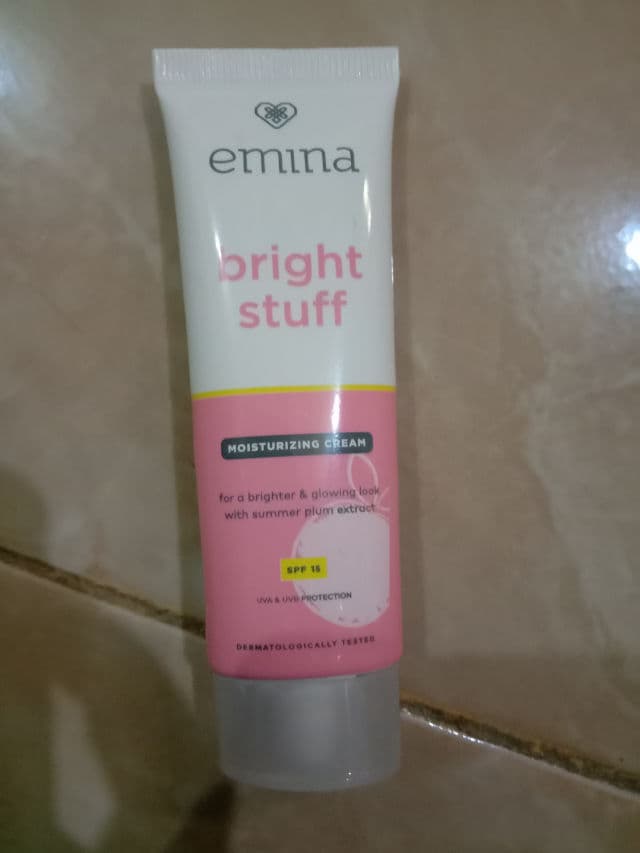 emina
bright
stuff
MOISTURIZING CREAM
for a brighter & glowing look
with summer plum extract
SPF 15
UVA & UVB PROTECTION
DERMATOLOGICALLY TESTED